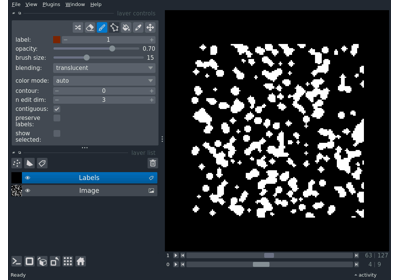 File View Plugins Window Help
layer controls
label: 1
opacity: 0.70
brush size: 15
blending: translucent
color mode: auto
contour: 0
n edit dim: 3
contiguous:
preserve
labels:
show
selected:
layer list
Labels
Image
1 63 127
0 4 9
Ready
activity